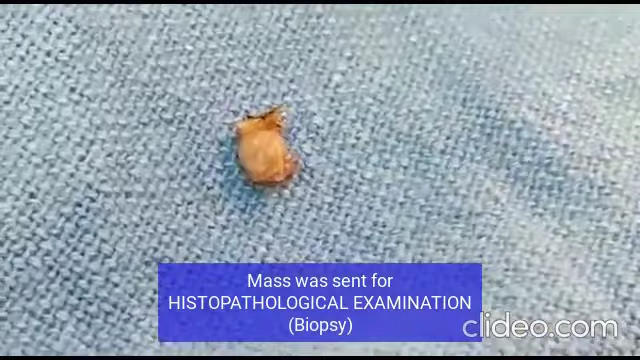 Mass was sent for
HISTOPATHOLOGICAL EXAMINATION
(Biopsy)
clideo.com